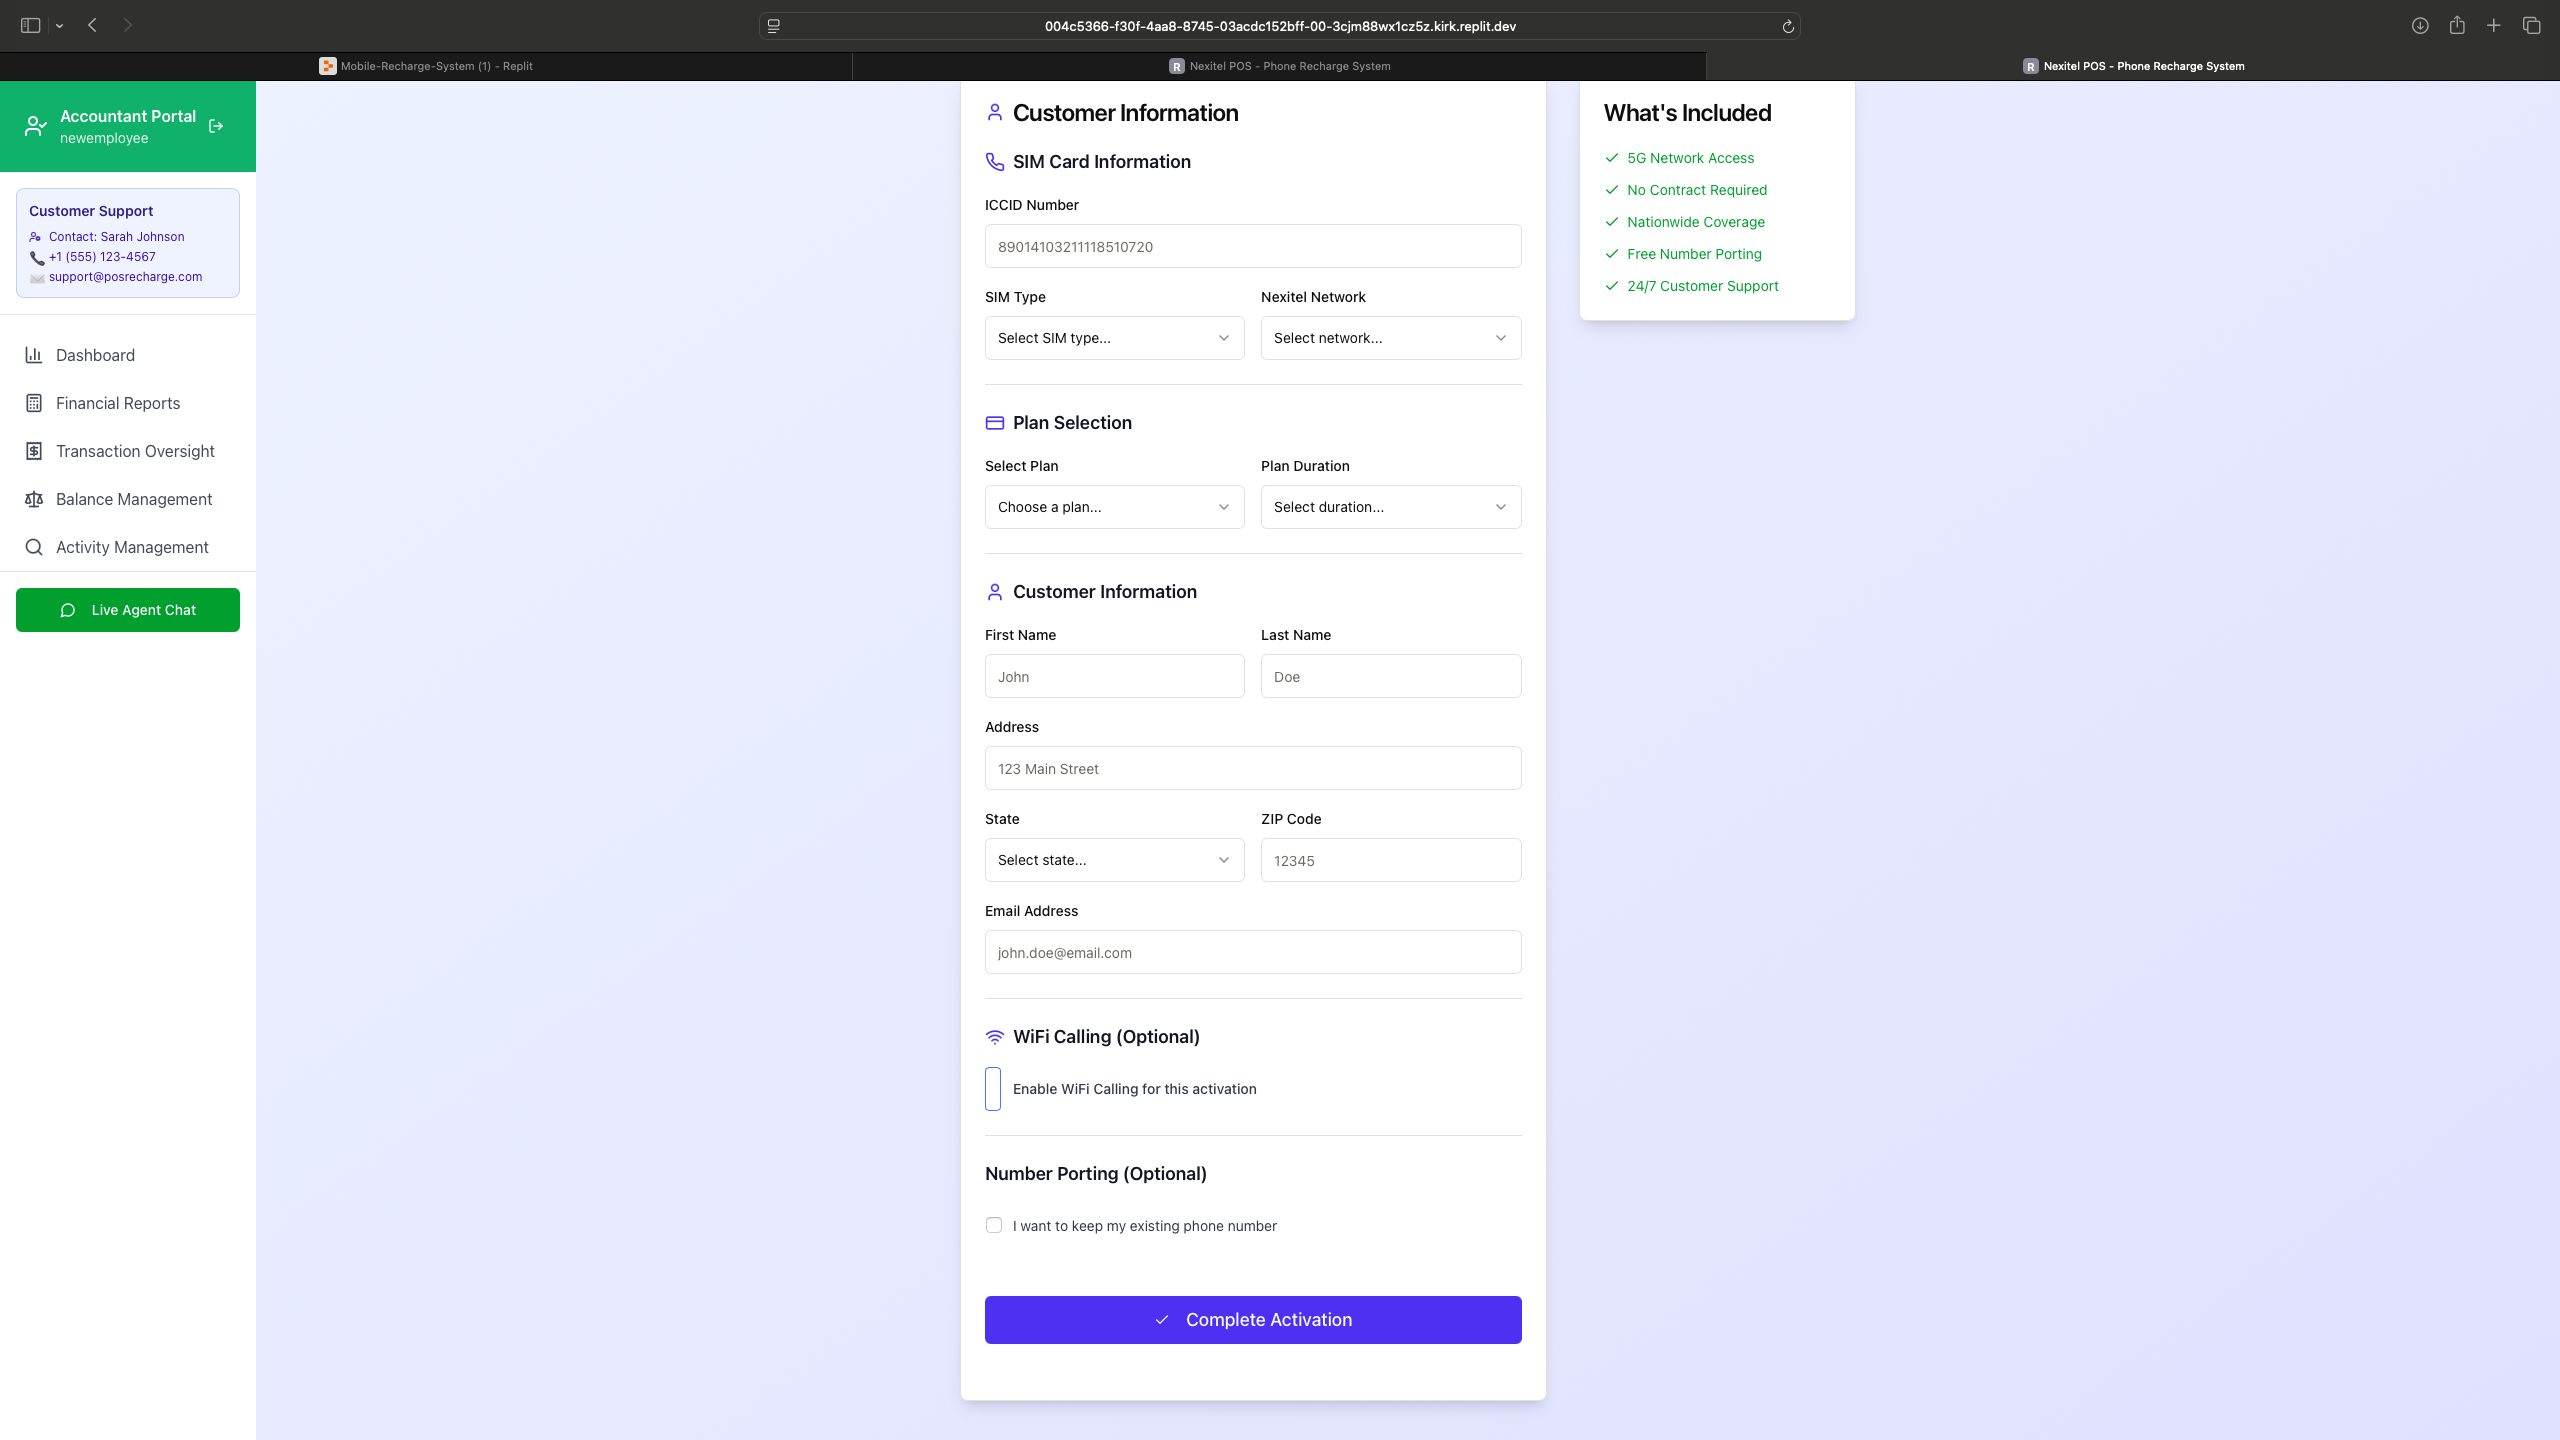 004c5366-f30f-4aa8-8745-03acdc152bff-00-3cjm88wx1cz5z.kirk.replit.dev
Mobile-Recharge-System (1) - Replit
R Nexitel POS - Phone Recharge System
R Nexitel POS - Phone Recharge System
Accountant Portal
newemployee
Customer Support
Contact: Sarah Johnson
+1 (555) 123-4567
support@posrecharge.com
Dashboard
Financial Reports
Transaction Oversight
Balance Management
Activity Management
Live Agent Chat
Customer Information
SIM Card Information
ICCID Number
89014103211118510720
SIM Type
Nexitel Network
Select SIM type...
Select network...
Plan Selection
Select Plan
Plan Duration
Choose a plan...
Select duration...
Customer Information
First Name
Last Name
John
Doe
Address
123 Main Street
State
ZIP Code
Select state...
12345
Email Address
john.doe@email.com
WiFi Calling (Optional)
Enable WiFi Calling for this activation
Number Porting (Optional)
I want to keep my existing phone number
Complete Activation
What's Included
5G Network Access
No Contract Required
Nationwide Coverage
Free Number Porting
24/7 Customer Support